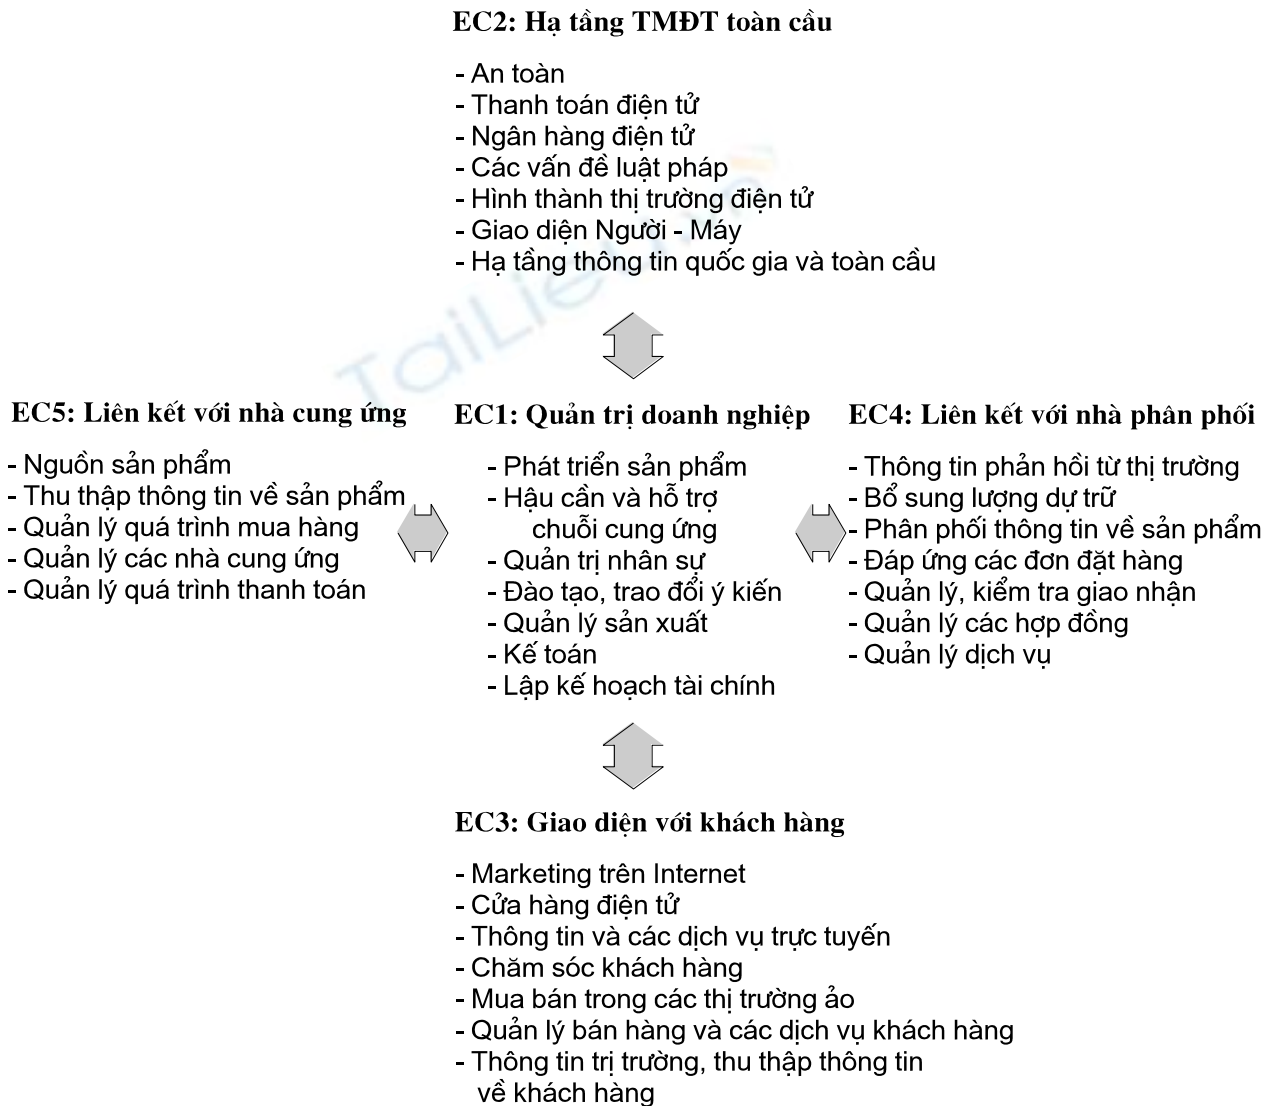 EC2: Hạ tầng TMĐT toàn cầu
- An toàn
- Thanh toán điện tử
- Ngân hàng điện tử
- Các vấn đề luật pháp
- Hình thành thị trường điện tử
- Giao diện Người - Máy
- Hạ tầng thông tin quốc gia và toàn cầu
EC5: Liên kết với nhà cung ứng
- Nguồn sản phẩm
- Thu thập thông tin về sản phẩm
- Quản lý quá trình mua hàng
- Quản lý các nhà cung ứng
- Quản lý quá trình thanh toán
EC1: Quản trị doanh nghiệp
- Phát triển sản phẩm
- Hậu cần và hỗ trợ
chuỗi cung ứng
- Quản trị nhân sự
- Đào tạo, trao đổi ý kiến
- Quản lý sản xuất
- Kế toán
- Lập kế hoạch tài chính
EC4: Liên kết với nhà phân phối
- Thông tin phản hồi từ thị trường
- Bổ sung lượng dự trữ
- Phân phối thông tin về sản phẩm
- Đáp ứng các đơn đặt hàng
- Quản lý, kiểm tra giao nhận
- Quản lý các hợp đồng
- Quản lý dịch vụ
EC3: Giao diện với khách hàng
- Marketing trên Internet
- Cửa hàng điện tử
- Thông tin và các dịch vụ trực tuyến
- Chăm sóc khách hàng
- Mua bán trong các thị trường ảo
- Quản lý bán hàng và các dịch vụ khách hàng
- Thông tin trị trường, thu thập thông tin
về khách hàng